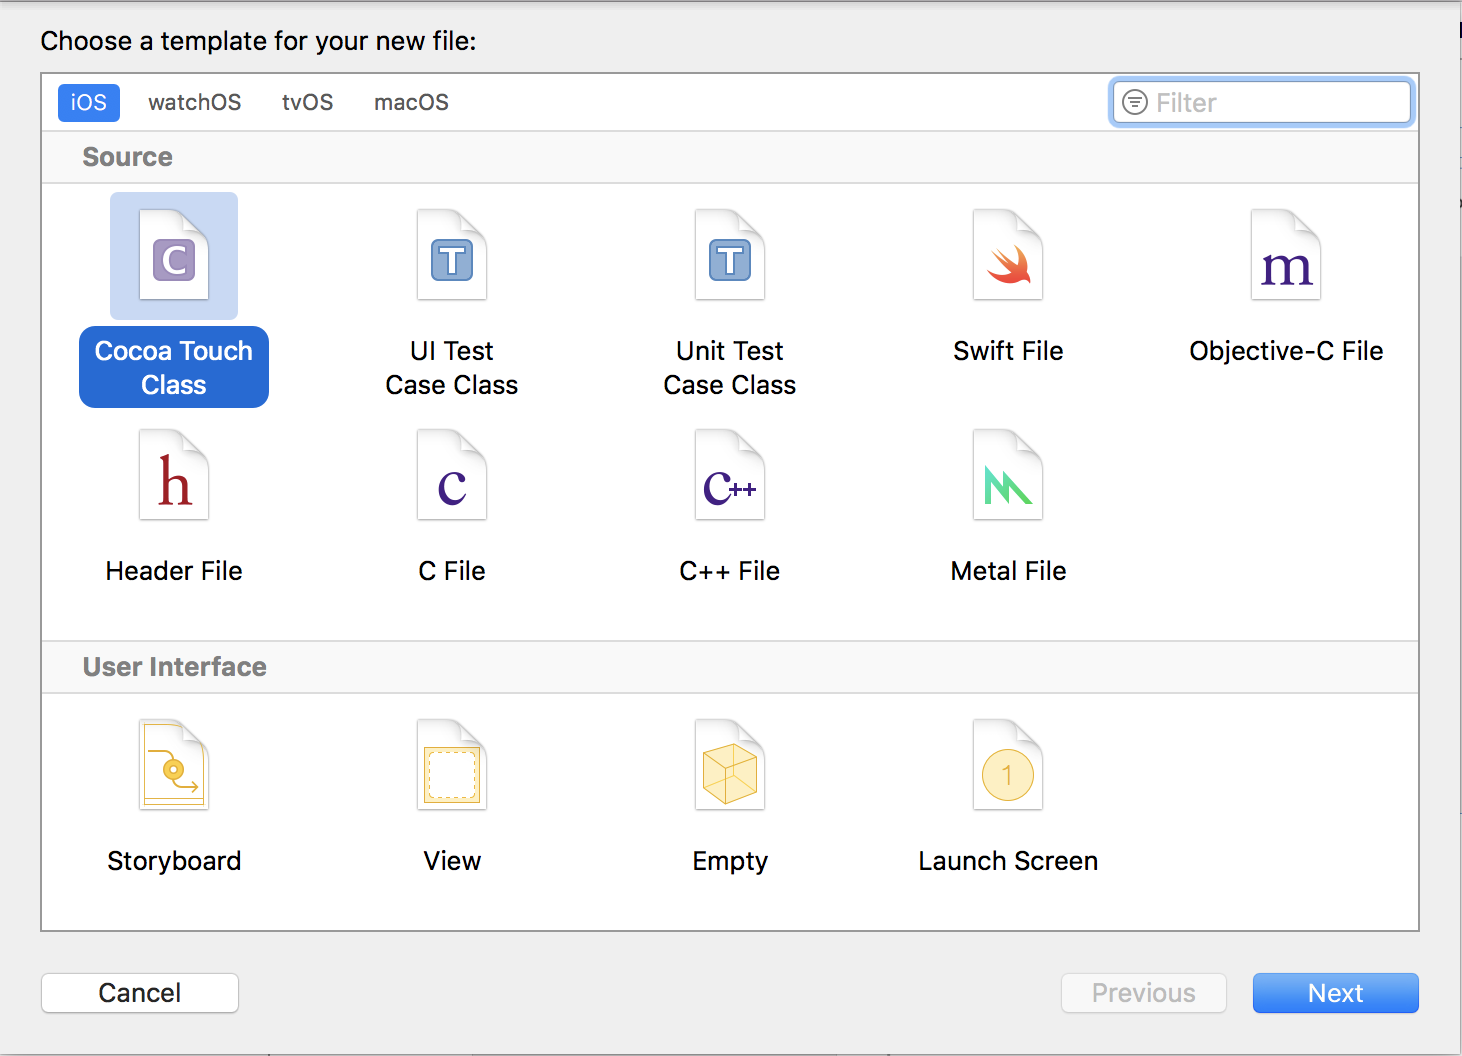 Choose a template for your new file:
iOS watchOS tvOS macOS Filter
Source
C T T m
Cocoa Touch Class
UI Test Case Class
Unit Test Case Class
Swift File
Objective-C File
h c C++
Header File
C File
C++ File
Metal File
User Interface
1
Storyboard
View
Empty
Launch Screen
Cancel Previous Next